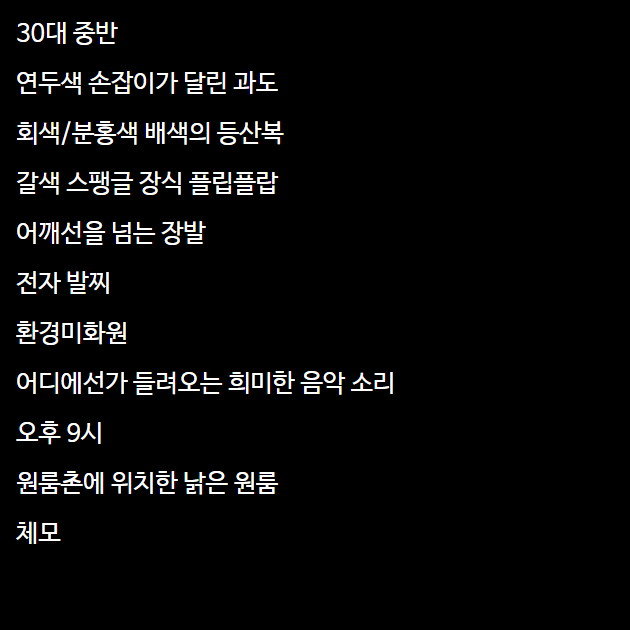 30대 중반
연두색 손잡이가 달린 과도
회색/분홍색 배색의 등산복
갈색 스팽글 장식 플립플랍
어깨선을 넘는 장발
전자 발찌
환경미화원
어디에선가 들려오는 희미한 음악 소리
오후 9시
원룸촌에 위치한 낡은 원룸
체모